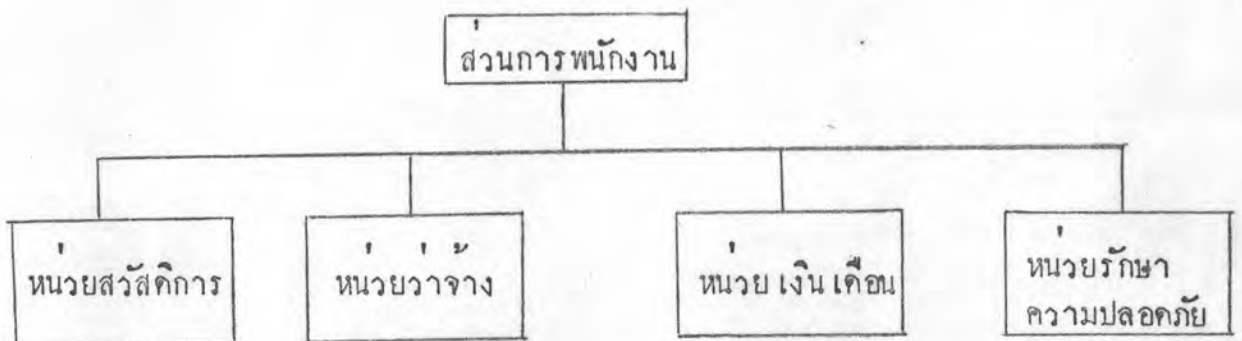 ส่วนการพนักงาน
หน่วยสวัสดิการ
หน่วยว่าจ้าง
หน่วย เงิน เดือน
หน่วยรักษา
ความปลอดภัย